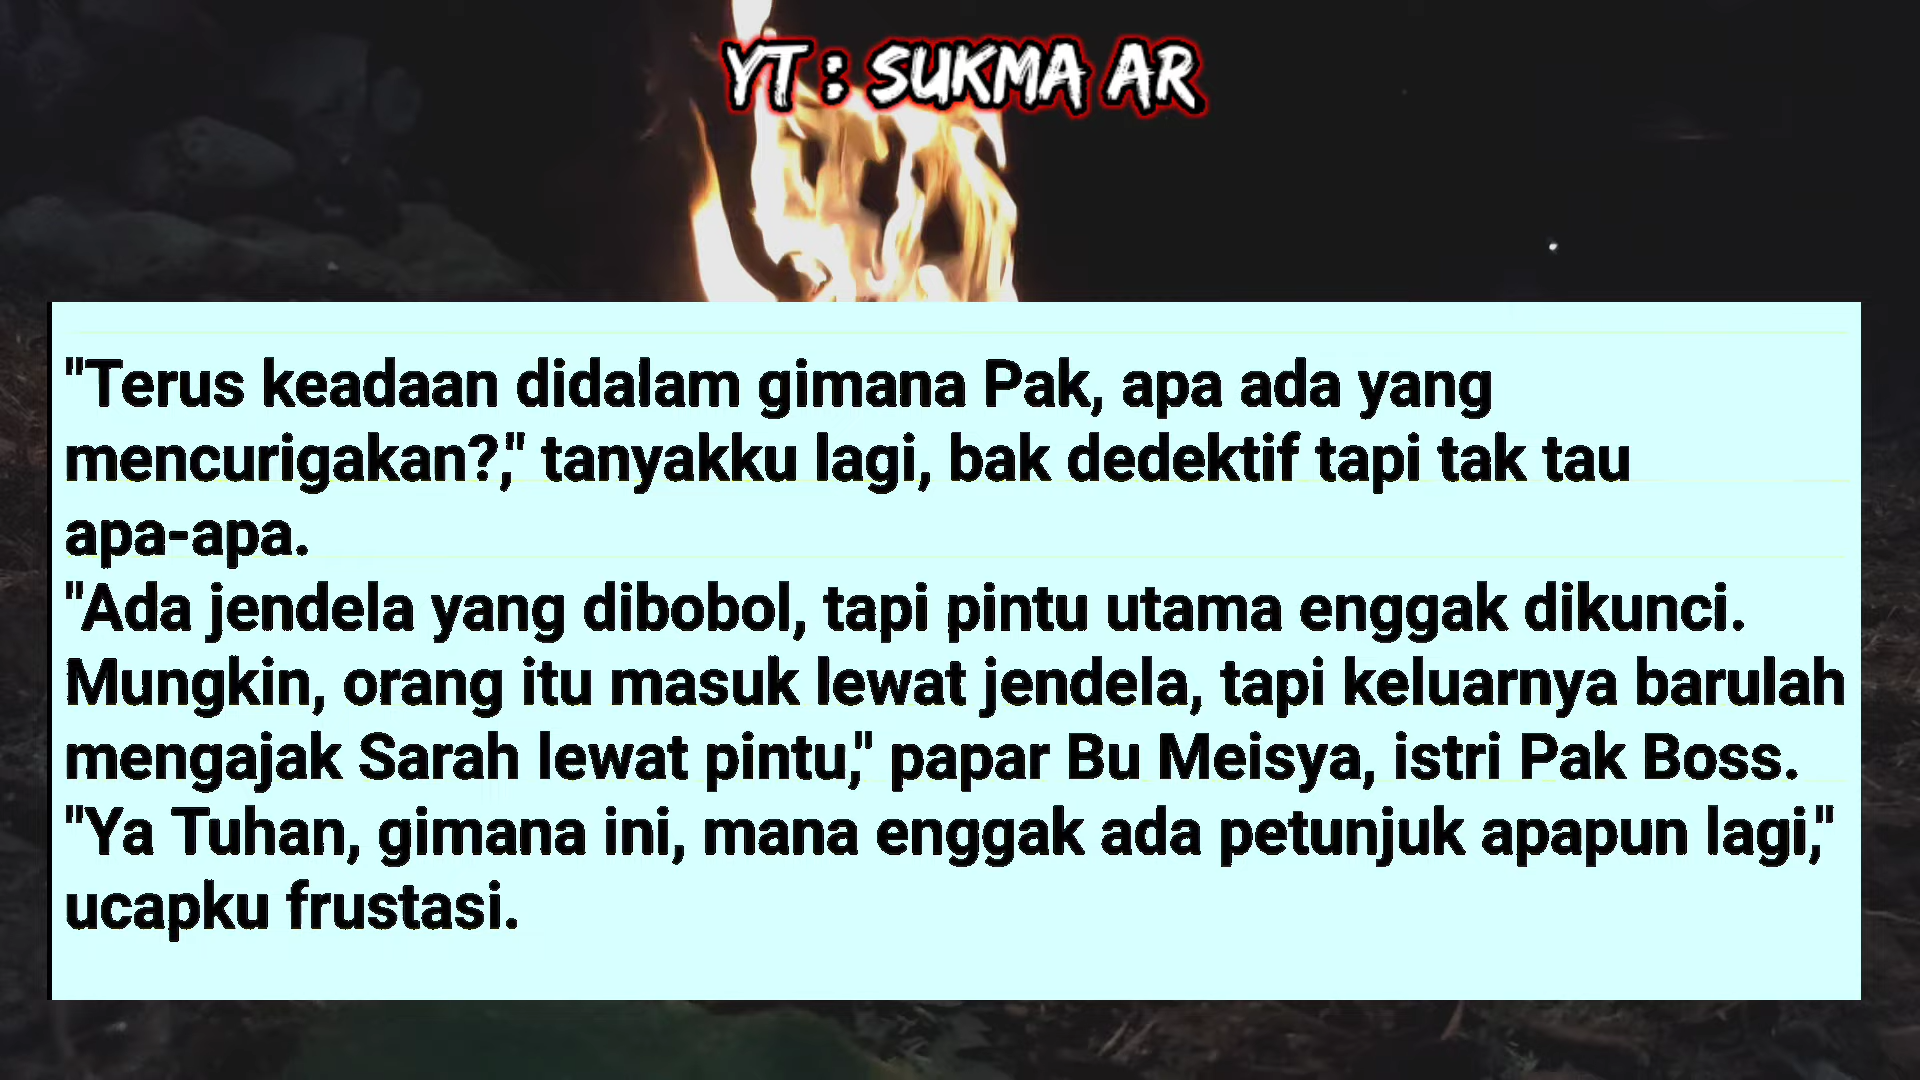 YT : SUKMA AR
"Terus keadaan didalam gimana Pak, apa ada yang
mencurigakan?," tanyakku lagi, bak dedektif tapi tak tau
apa-apa.
"Ada jendela yang dibobol, tapi pintu utama enggak dikunci.
Mungkin, orang itu masuk lewat jendela, tapi keluarnya barulah
mengajak Sarah lewat pintu," papar Bu Meisya, istri Pak Boss.
"Ya Tuhan, gimana ini, mana enggak ada petunjuk apapun lagi,"
ucapku frustasi.